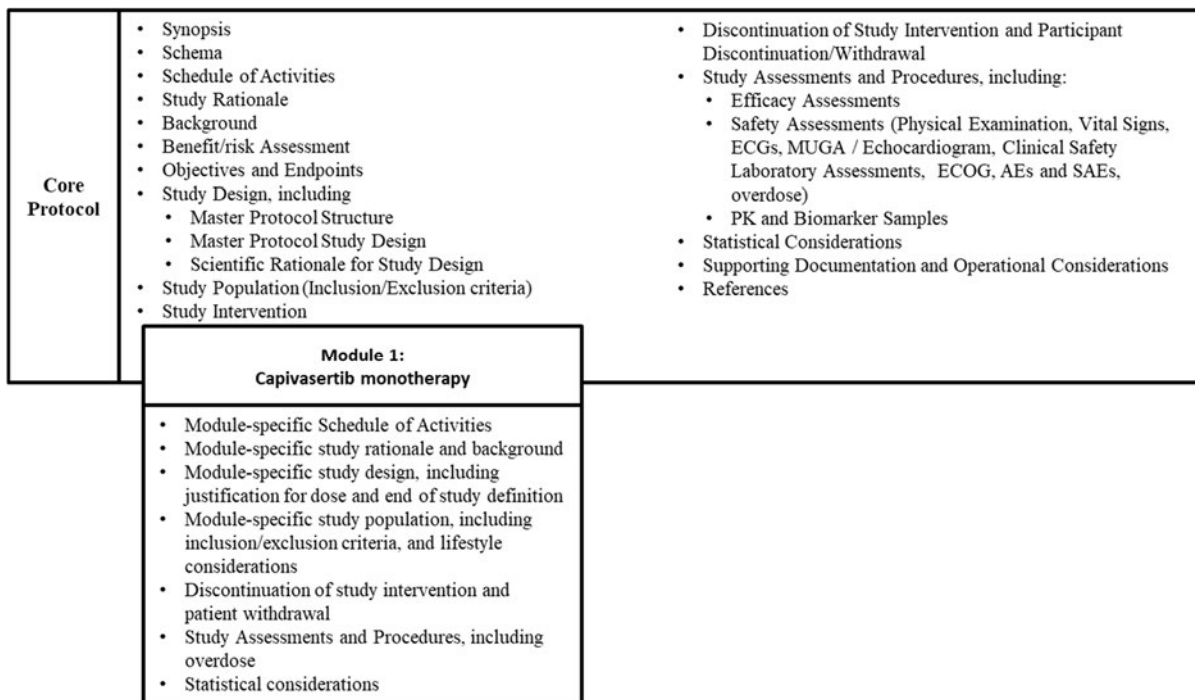 Core
Protocol
• Synopsis
• Schema
• Schedule of Activities
• Study Rationale
• Background
• Benefit/risk Assessment
• Objectives and Endpoints
• Study Design, including
• Master Protocol Structure
• Master Protocol Study Design
• Scientific Rationale for Study Design
• Study Population (Inclusion/Exclusion criteria)
• Study Intervention
• Discontinuation of Study Intervention and Participant
Discontinuation/Withdrawal
• Study Assessments and Procedures, including:
• Efficacy Assessments
• Safety Assessments (Physical Examination, Vital Signs,
ECGs, MUGA / Echocardiogram, Clinical Safety
Laboratory Assessments, ECOG, AEs and SAEs,
overdose)
• PK and Biomarker Samples
• Statistical Considerations
• Supporting Documentation and Operational Considerations
• References
Module 1:
Capivasertib monotherapy
• Module-specific Schedule of Activities
• Module-specific study rationale and background
• Module-specific study design, including
justification for dose and end of study definition
• Module-specific study population, including
inclusion/exclusion criteria, and lifestyle
considerations
• Discontinuation of study intervention and
patient withdrawal
• Study Assessments and Procedures, including
overdose
• Statistical considerations